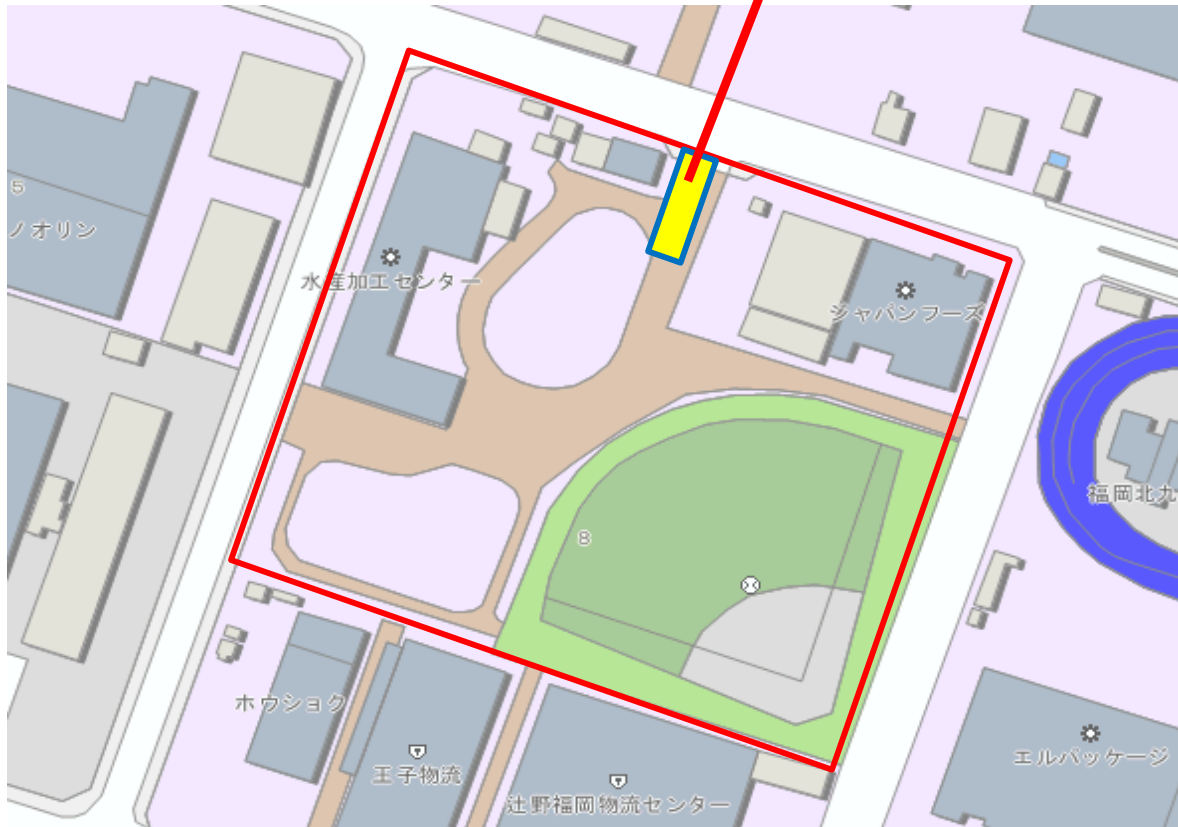 5
ノオリン
水産加工センター
ジャパンフーズ
福岡北九
8
ホウショク
王子物流
辻野福岡物流センター
エルパッケージ